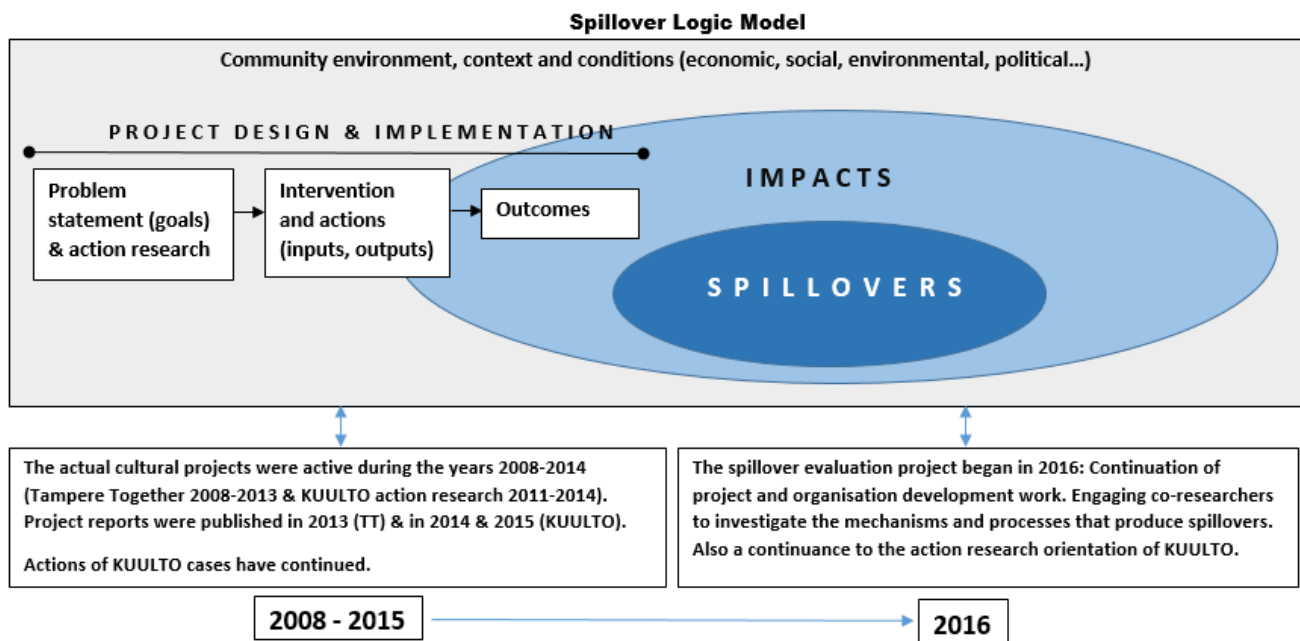 Spillover Logic Model
Community environment, context and conditions (economic, social, environmental, political...)
PROJECT DESIGN & IMPLEMENTATION
Problem
statement (goals)
& action research
Intervention
and actions
(inputs, outputs)
Outcomes
IMPACTS
SPILLOVERS
The actual cultural projects were active during the years 2008-2014
(Tampere Together 2008-2013 & KUULTO action research 2011-2014).
Project reports were published in 2013 (TT) & in 2014 & 2015 (KUULTO).
Actions of KUULTO cases have continued.
The spillover evaluation project began in 2016: Continuation of
project and organisation development work. Engaging co-researchers
to investigate the mechanisms and processes that produce spillovers.
Also a continuance to the action research orientation of KUULTO.
2008 - 2015
2016